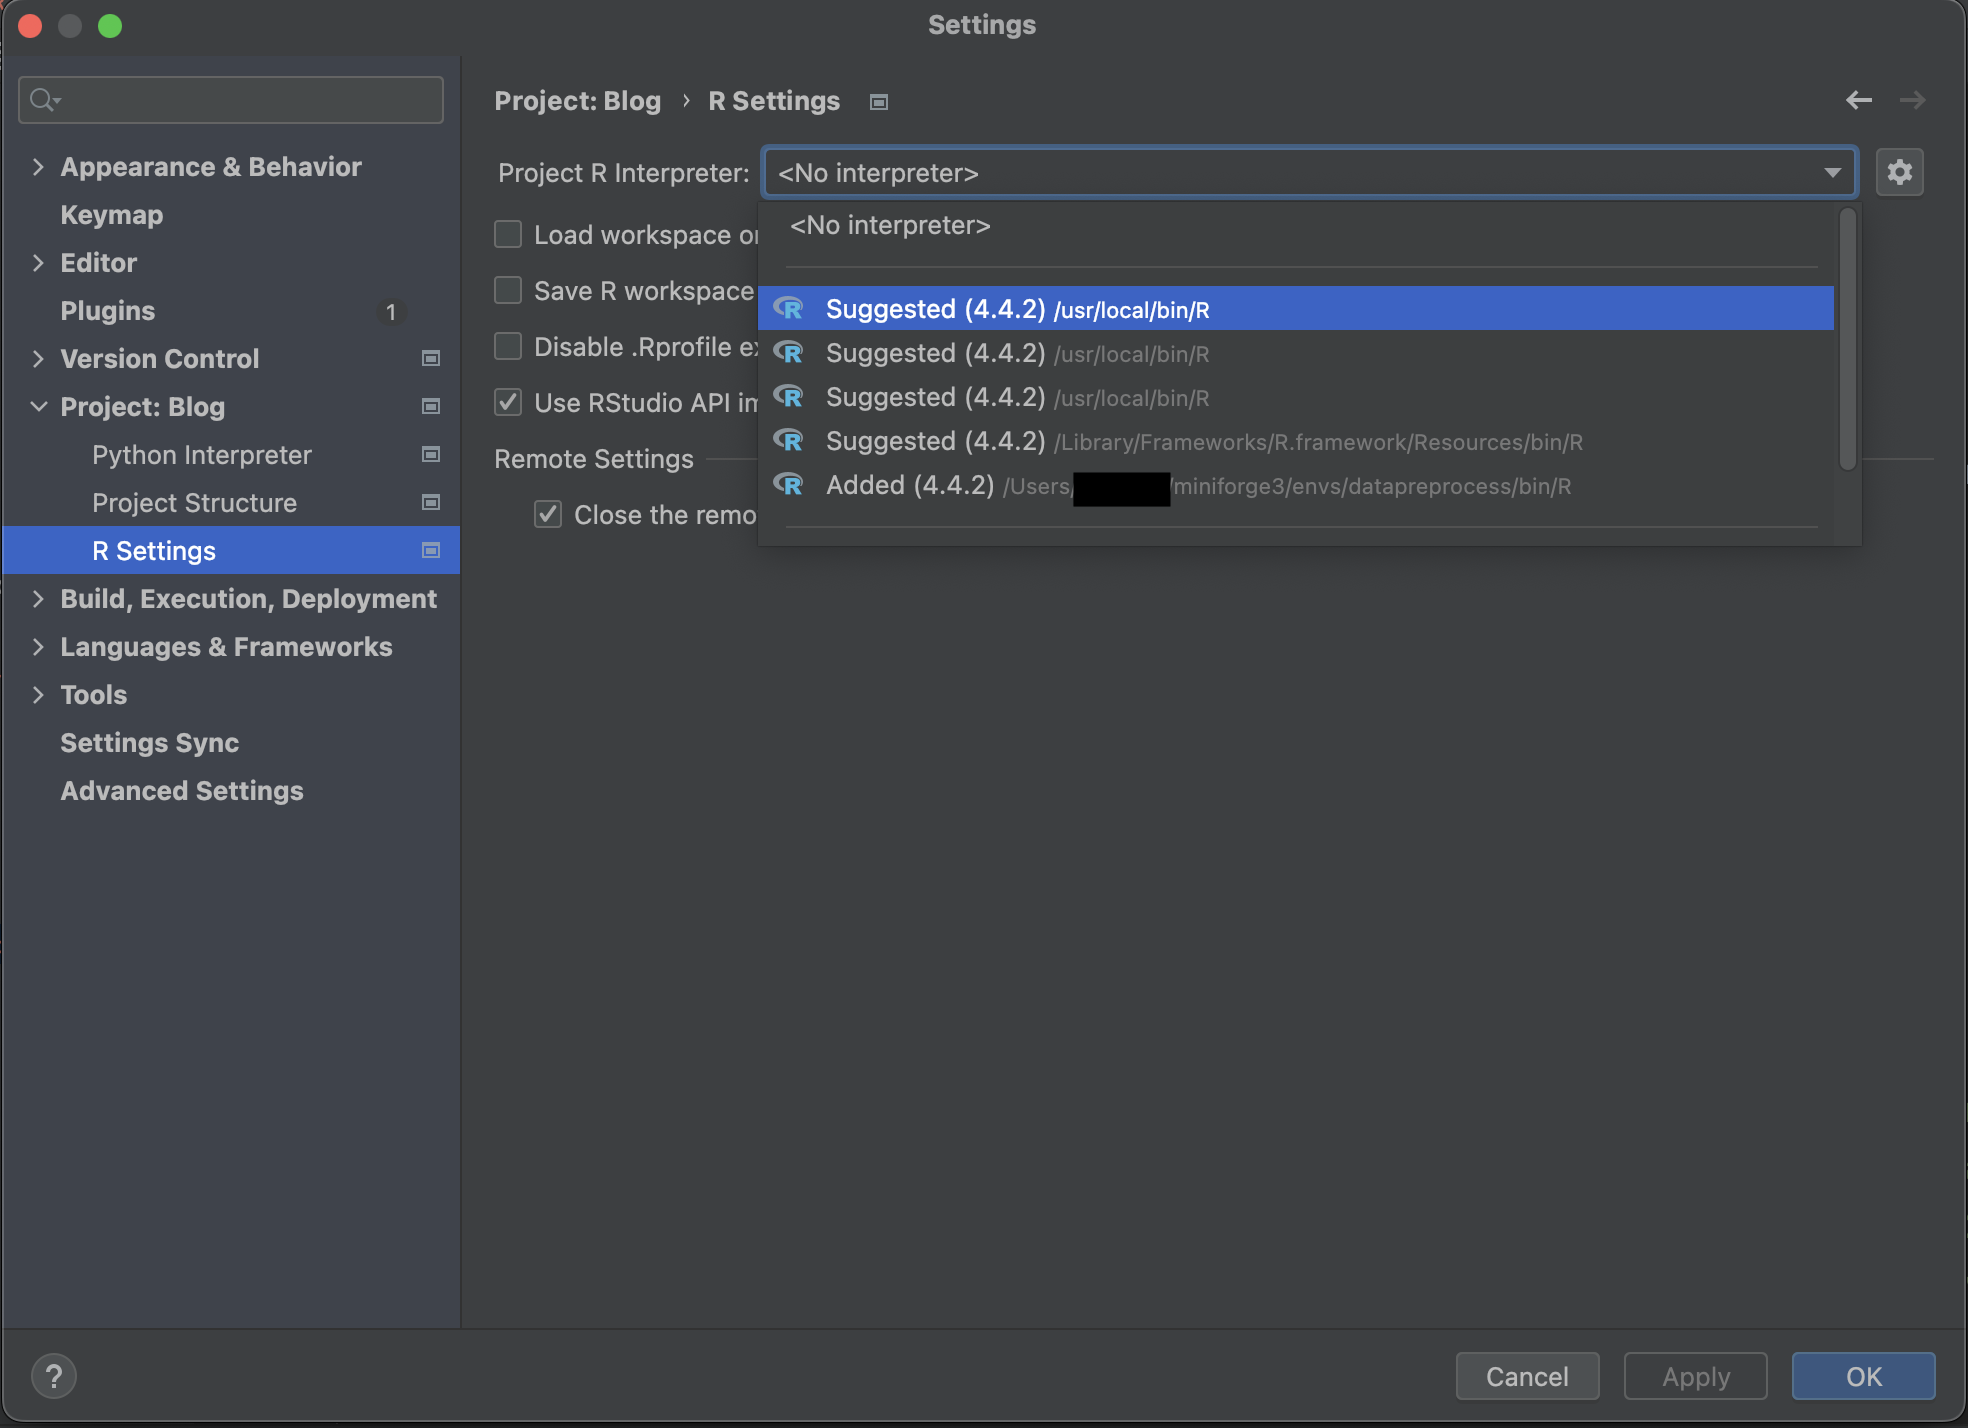 Settings
Project: Blog › R Settings
Appearance & Behavior
Keymap
Editor
Plugins 1
Version Control
Project: Blog
Python Interpreter
Project Structure
R Settings
Build, Execution, Deployment
Languages & Frameworks
Tools
Settings Sync
Advanced Settings
Project R Interpreter: <No interpreter>
<No interpreter>
Suggested (4.4.2) /usr/local/bin/R
Suggested (4.4.2) /usr/local/bin/R
Suggested (4.4.2) /usr/local/bin/R
Suggested (4.4.2) /Library/Frameworks/R.framework/Resources/bin/R
Added (4.4.2) /Users/ /miniforge3/envs/datapreprocess/bin/R
Load workspace
Save R workspace
Disable .Rprofile
Use RStudio API
Remote Settings
Close the remo
?
Cancel
Apply
OK